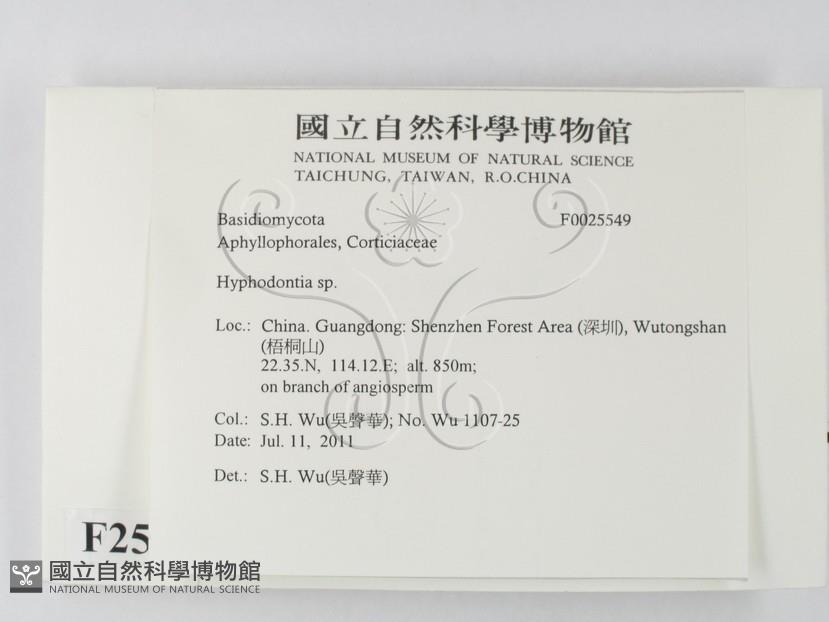 國立自然科學博物館
NATIONAL MUSEUM OF NATURAL SCIENCE
TAICHUNG, TAIWAN, R.O.CHINA
Basidiomycota F0025549
Aphyllophorales, Corticiaceae
Hyphodontia sp.
Loc.: China. Guangdong: Shenzhen Forest Area (深圳), Wutongshan
(梧桐山)
22.35.N, 114.12.E; alt. 850m;
on branch of angiosperm
Col.: S.H. Wu(吳聲華); No. Wu 1107-25
Date: Jul. 11, 2011
Det.: S.H. Wu(吳聲華)
F25
國立自然科學博物館
NATIONAL MUSEUM OF NATURAL SCIENCE